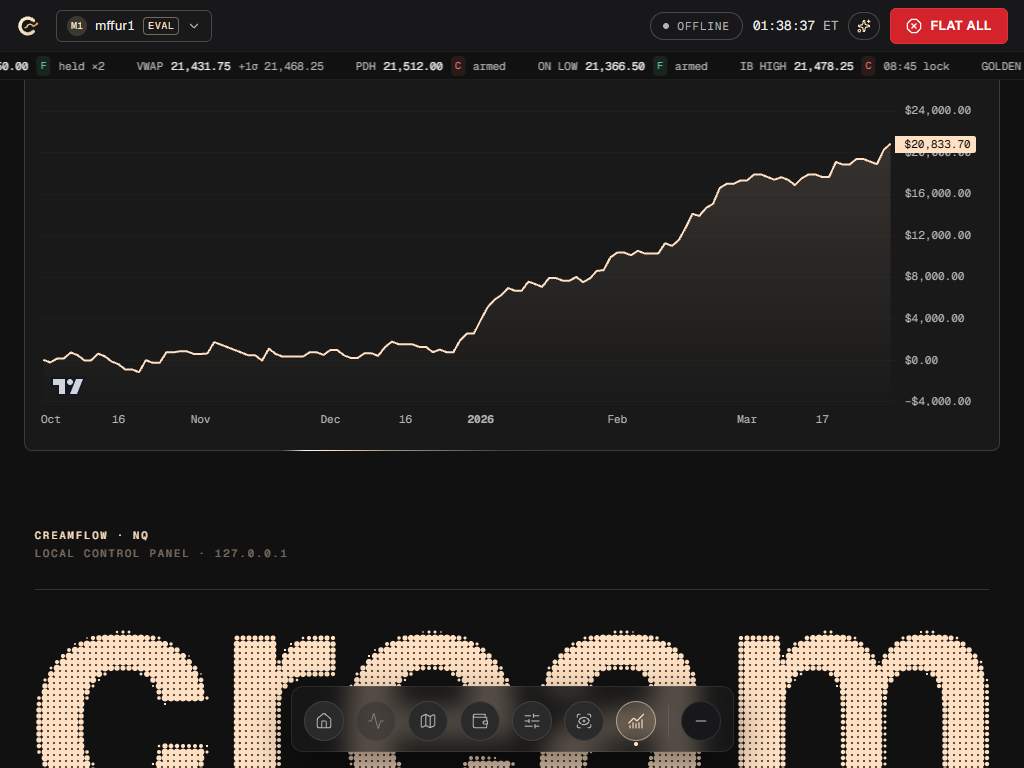 M1 mffur1 EVAL
OFFLINE 01:38:37 ET FLAT ALL
50.00 F held ×2 VWAP 21,431.75 +1σ 21,468.25 PDH 21,512.00 C armed ON LOW 21,366.50 F armed IB HIGH 21,478.25 C 08:45 lock GOLDEN
$24,000.00
$20,833.70
$20,000.00
$16,000.00
$12,000.00
$8,000.00
$4,000.00
$0.00
−$4,000.00
Oct 16 Nov Dec 16 2026 Feb Mar 17
CREAMFLOW · NQ
LOCAL CONTROL PANEL · 127.0.0.1
cream